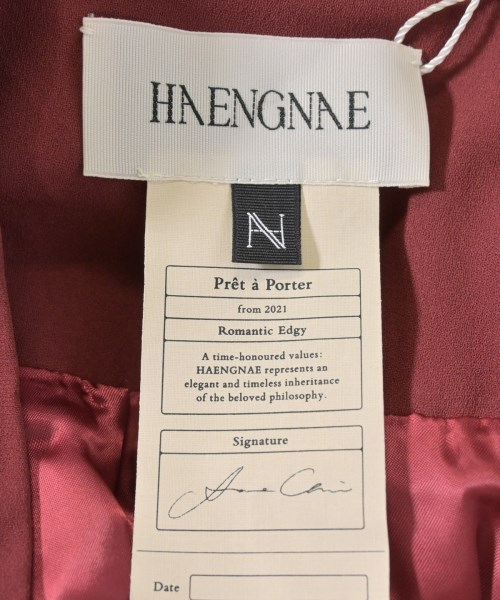 HAENGNAE
Prêt à Porter
from 2021
Romantic Edgy
A time-honoured values:
HAENGNAE represents an
elegant and timeless inheritance
of the beloved philosophy.
Signature
Date